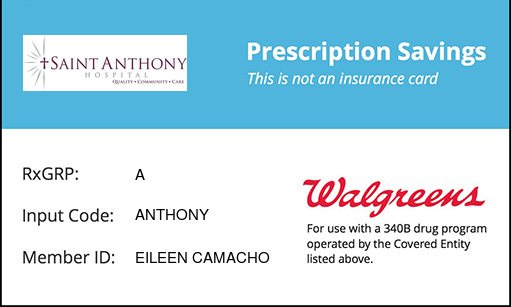 SAINT ANTHONY
HOSPITAL
QUALITY • COMMUNITY • CARE
Prescription Savings
This is not an insurance card
RxGRP: A
Input Code: ANTHONY
Member ID: EILEEN CAMACHO
Walgreens
For use with a 340B drug program
operated by the Covered Entity
listed above.